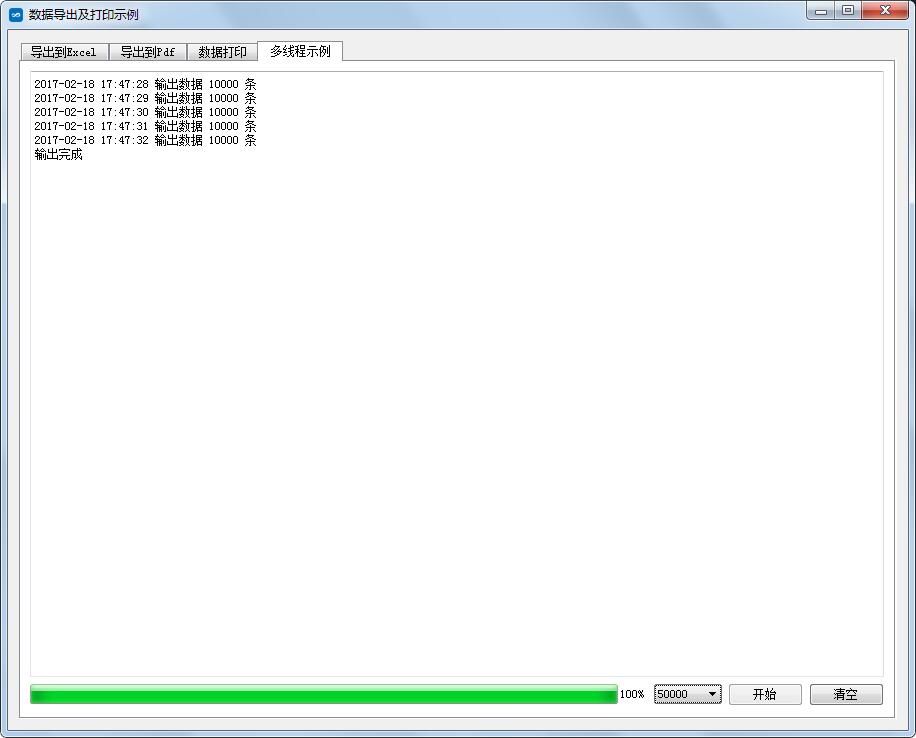 数据导出及打印示例
导出到Excel 导出到Pdf 数据打印 多线程示例
2017-02-18 17:47:28 输出数据 10000 条
2017-02-18 17:47:29 输出数据 10000 条
2017-02-18 17:47:30 输出数据 10000 条
2017-02-18 17:47:31 输出数据 10000 条
2017-02-18 17:47:32 输出数据 10000 条
输出完成
100% 50000 开始 清空